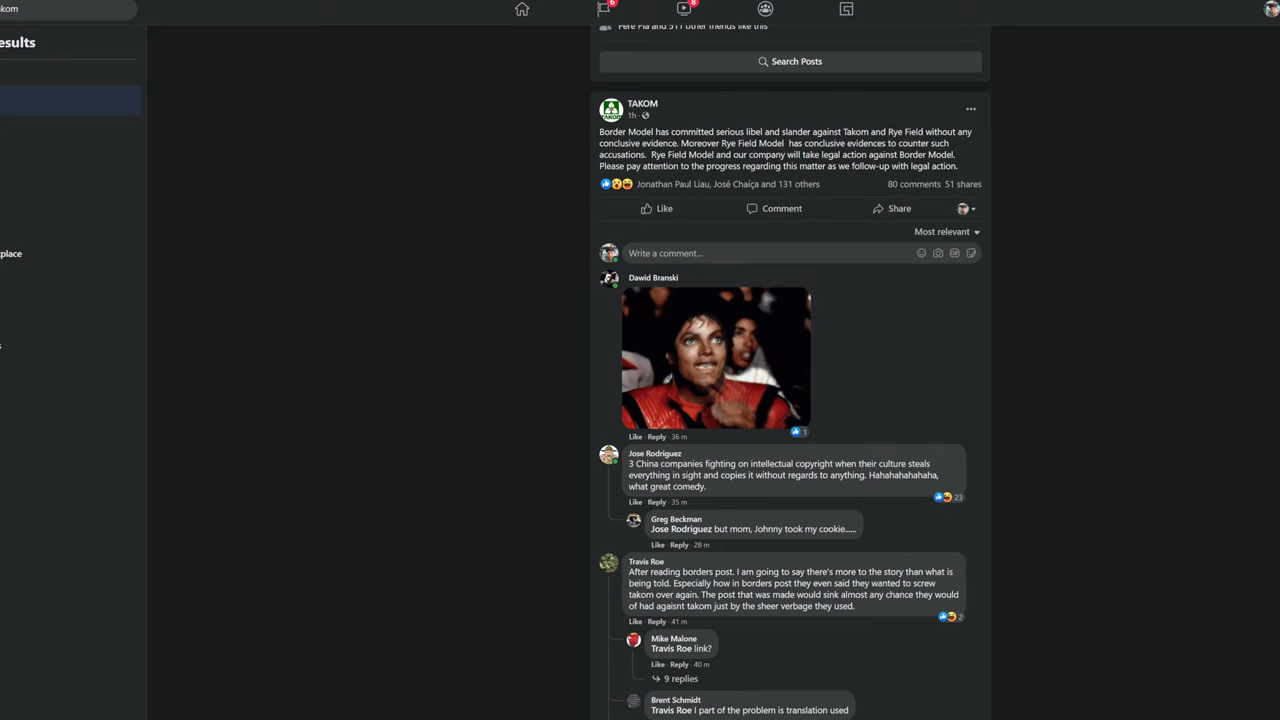 akom
6
8
esults
Pere Pla and 511 other friends like this
Search Posts
TAKOM
TAKOM
1h ·
Border Model has committed serious libel and slander against Takom and Rye Field without any
conclusive evidence. Moreover Rye Field Model has conclusive evidences to counter such
accusations. Rye Field Model and our company will take legal action against Border Model.
Please pay attention to the progress regarding this matter as we follow-up with legal action.
Jonathan Paul Liau, José Chaíça and 131 others
80 comments 51 shares
Like
Comment
Share
Most relevant
Write a comment...
GIF
kplace
s
Dawid Branski
1
Like · Reply · 36 m
Jose Rodriguez
3 China companies fighting on intellectual copyright when their culture steals
everything in sight and copies it without regards to anything. Hahahahahaha,
what great comedy.
23
Like · Reply · 35 m
Greg Beckman
Jose Rodriguez but mom, Johnny took my cookie.....
Like · Reply · 28 m
Travis Roe
After reading borders post. I am going to say there's more to the story than what is
being told. Especially how in borders post they even said they wanted to screw
takom over again. The post that was made would sink almost any chance they would
of had agaisnt takom just by the sheer verbage they used.
2
Like · Reply · 41 m
Mike Malone
Travis Roe link?
Like · Reply · 40 m
9 replies
Brent Schmidt
Travis Roe I part of the problem is translation used